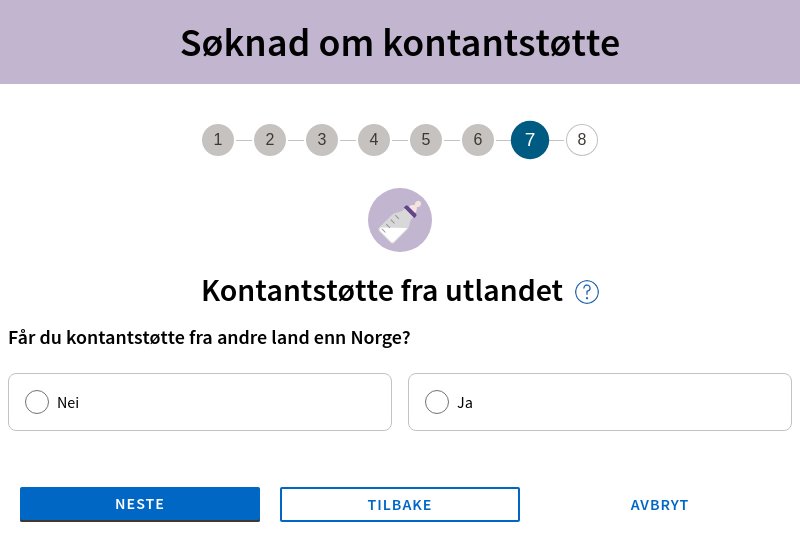 Søknad om kontantstøtte
1 2 3 4 5 6 7 8
Kontantstøtte fra utlandet ?
Får du kontantstøtte fra andre land enn Norge?
Nei Ja
NESTE TILBAKE AVBRYT